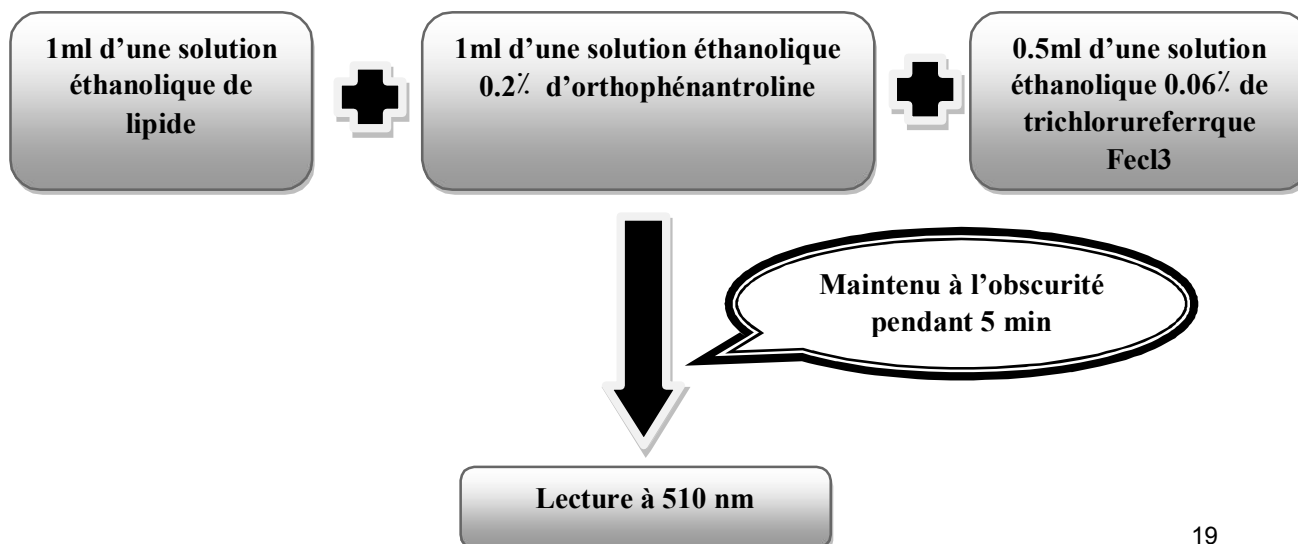 1ml d’une solution
éthanolique de
lipide
1ml d’une solution éthanolique
0.2٪ d’orthophénantroline
0.5ml d’une solution
éthanolique 0.06٪ de
trichlorureferrque
Fecl3
Maintenu à l’obscurité
pendant 5 min
Lecture à 510 nm
19